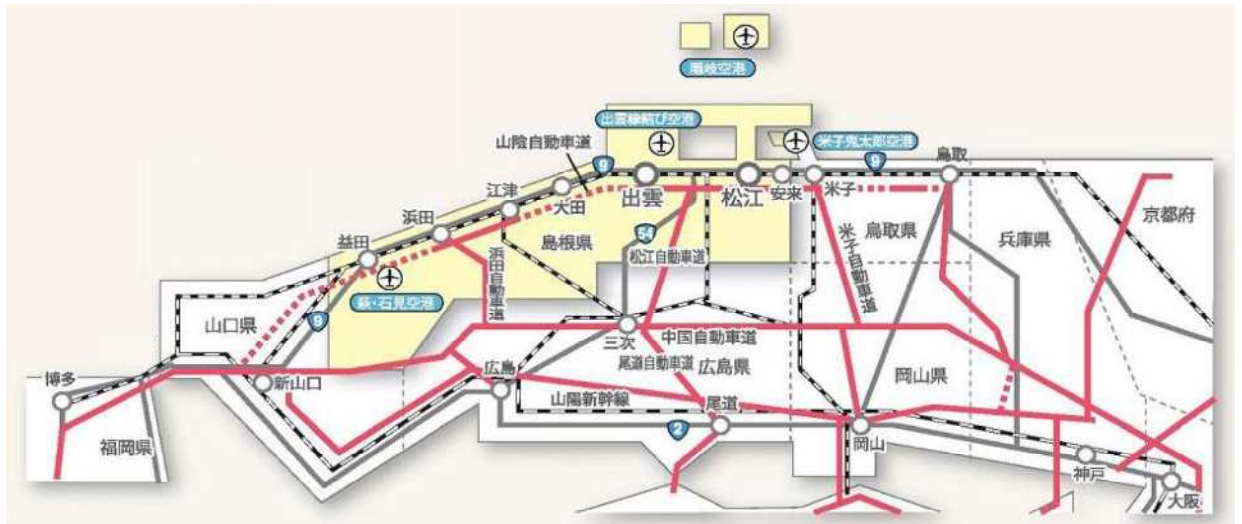 隠岐空港
出雲縁結び空港
山陰自動車道
9
米子鬼太郎空港
9
鳥取
江津
大田
出雲
松江
安来
米子
浜田
益田
島根県
54
松江自動車道
米子自動車道
鳥取県
兵庫県
京都府
浜田自動車道
萩・石見空港
9
山口県
三次
中国自動車道
尾道自動車道
広島県
岡山県
博多
新山口
広島
山陽新幹線
尾道
2
岡山
福岡県
神戸
大阪